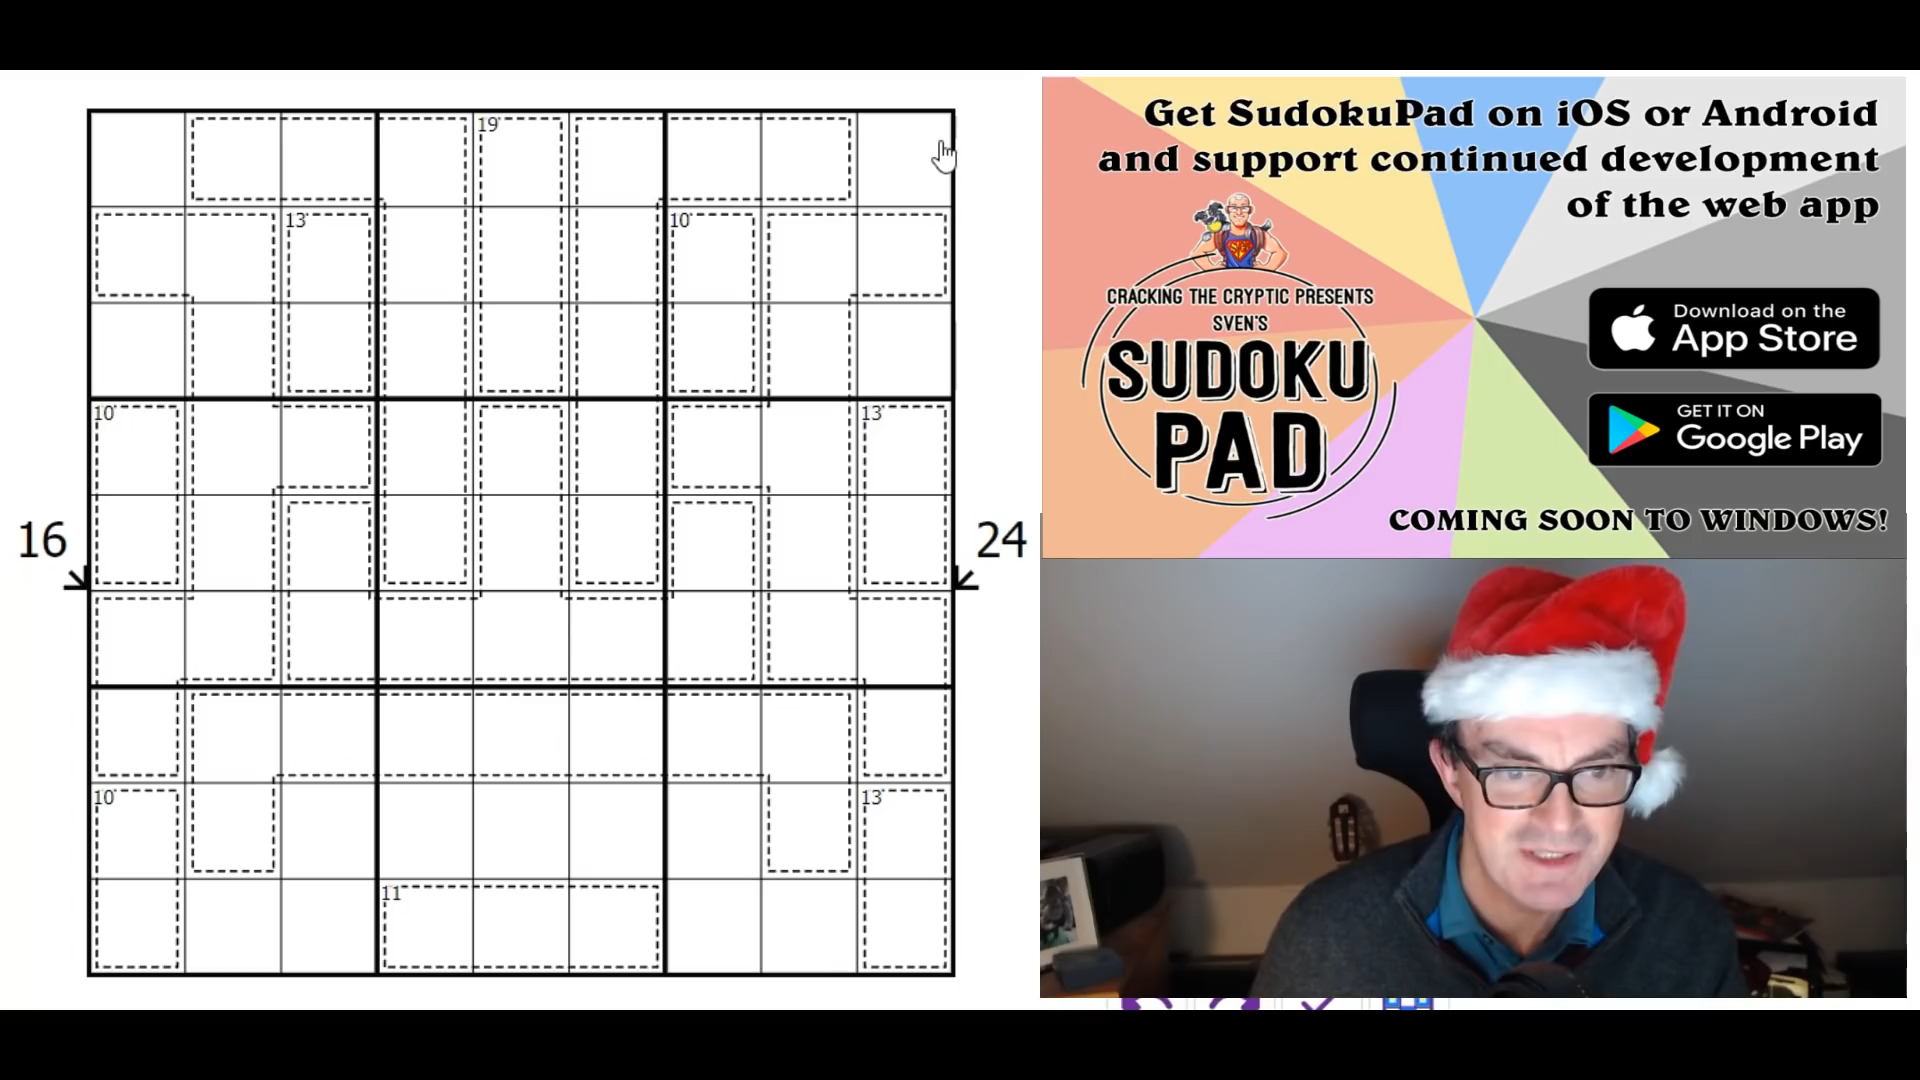 19
13
10
10
13
16
24
10
13
11
Get SudokuPad on iOS or Android
and support continued development
of the web app
CRACKING THE CRYPTIC PRESENTS
SVEN'S
SUDOKU
PAD
Download on the
App Store
GET IT ON
Google Play
COMING SOON TO WINDOWS!